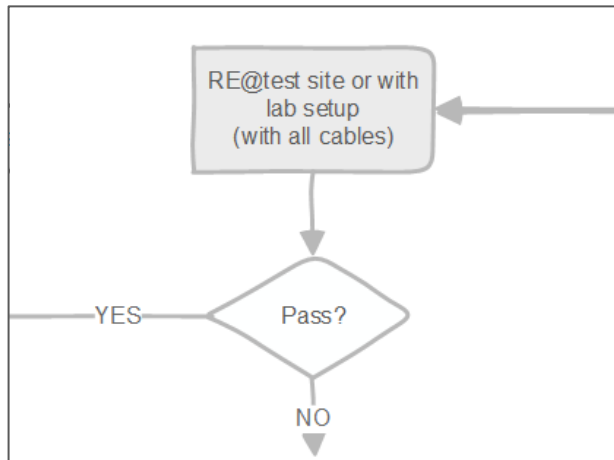 RE@test site or with
lab setup
(with all cables)
YES
Pass?
NO